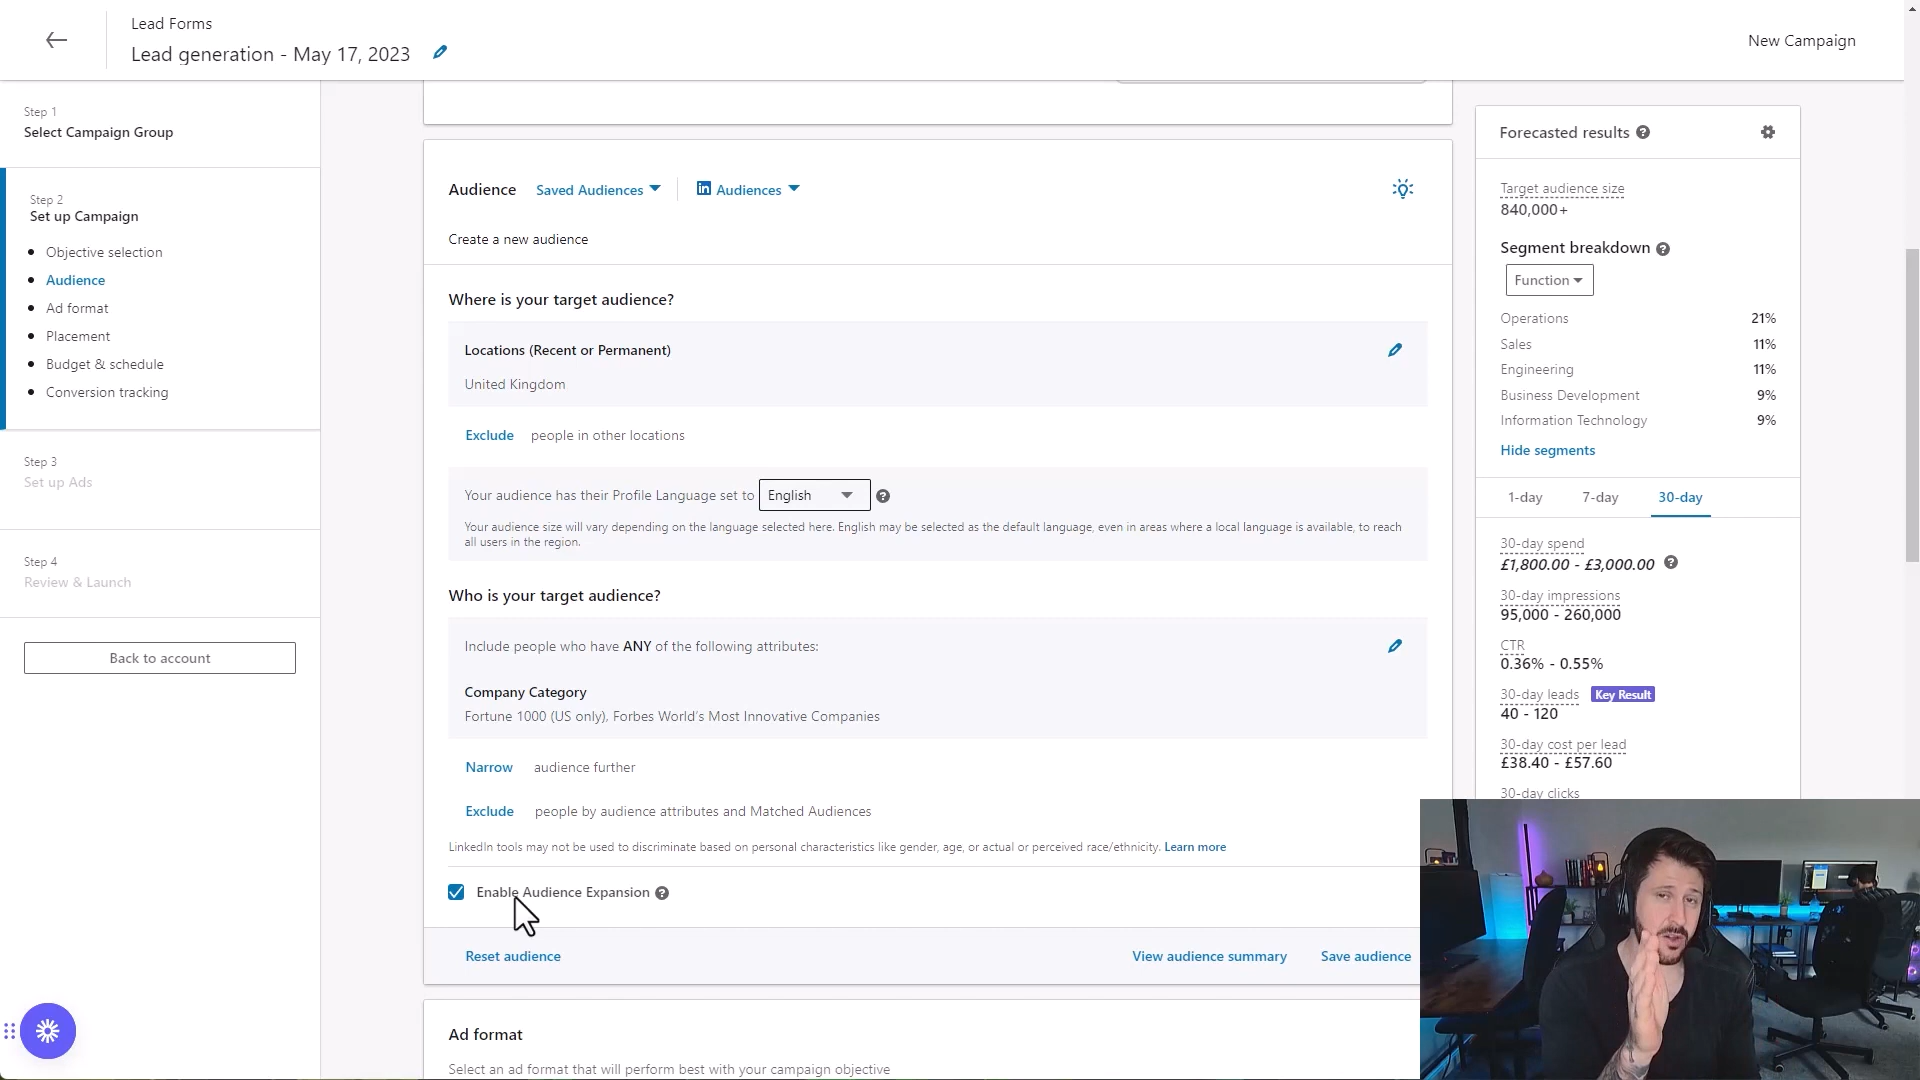 Lead Forms
Lead generation - May 17, 2023
New Campaign
Step 1
Select Campaign Group
Step 2
Set up Campaign
Objective selection
Audience
Ad format
Placement
Budget & schedule
Conversion tracking
Step 3
Set up Ads
Step 4
Review & Launch
Back to account
Audience Saved Audiences in Audiences
Create a new audience
Where is your target audience?
Locations (Recent or Permanent)
United Kingdom
Exclude people in other locations
Your audience has their Profile Language set to English
Your audience size will vary depending on the language selected here. English may be selected as the default language, even in areas where a local language is available, to reach
all users in the region.
Who is your target audience?
Include people who have ANY of the following attributes:
Company Category
Fortune 1000 (US only), Forbes World's Most Innovative Companies
Narrow audience further
Exclude people by audience attributes and Matched Audiences
LinkedIn tools may not be used to discriminate based on personal characteristics like gender, age, or actual or perceived race/ethnicity. Learn more
Enable Audience Expansion
Reset audience View audience summary Save audience
Ad format
Select an ad format that will perform best with your campaign objective
Forecasted results
Target audience size
840,000+
Segment breakdown
Function
Operations 21%
Sales 11%
Engineering 11%
Business Development 9%
Information Technology 9%
Hide segments
1-day 7-day 30-day
30-day spend
£1,800.00 - £3,000.00
30-day impressions
95,000 - 260,000
CTR
0.36% - 0.55%
30-day leads Key Result
40 - 120
30-day cost per lead
£38.40 - £57.60
30-day clicks